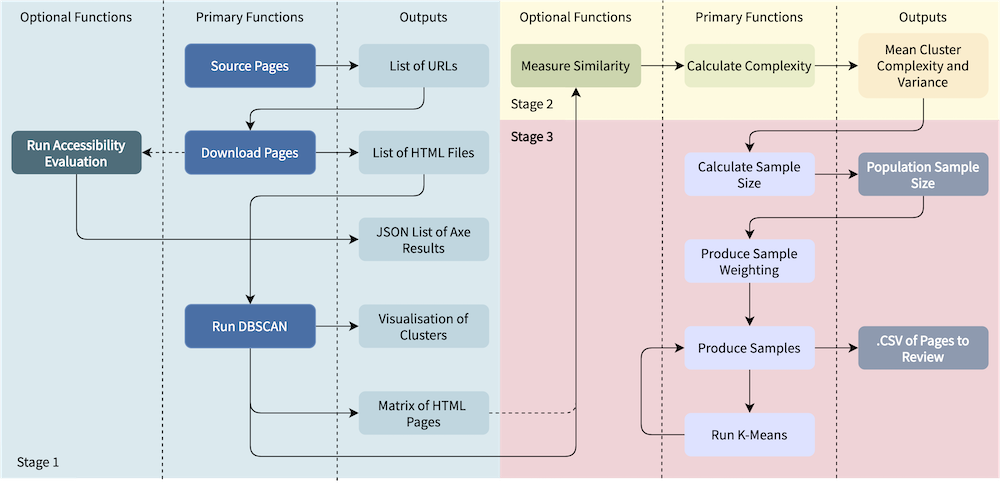 Optional Functions
Primary Functions
Outputs
Source Pages
List of URLs
Run Accessibility
Evaluation
Download Pages
List of HTML Files
JSON List of Axe
Results
Run DBSCAN
Visualisation of
Clusters
Matrix of HTML
Pages
Stage 1
Optional Functions
Primary Functions
Outputs
Measure Similarity
Calculate Complexity
Mean Cluster
Complexity and
Variance
Stage 2
Stage 3
Calculate Sample
Size
Population Sample
Size
Produce Sample
Weighting
Produce Samples
.CSV of Pages to
Review
Run K-Means